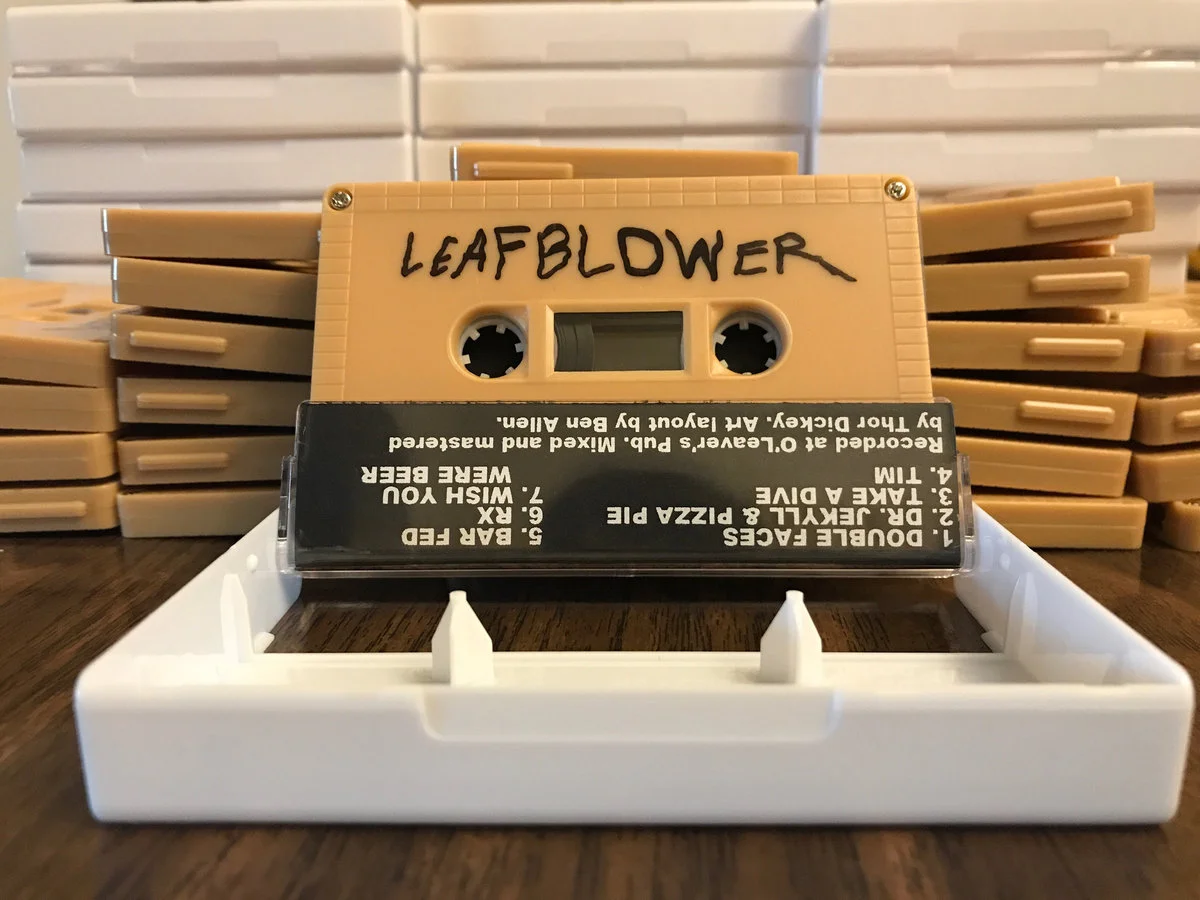 LEAFBLOWER
1. DOUBLE FACES
2. DR. JEKYLL & PIZZA PIE
3. TAKE A DIVE
4. TIM
5. BAR FED
6. RX
7. WISH YOU
WERE BEER
Recorded at O'Leaver's Pub. Mixed and mastered
by Thor Dickey. Art layout by Ben Allen.